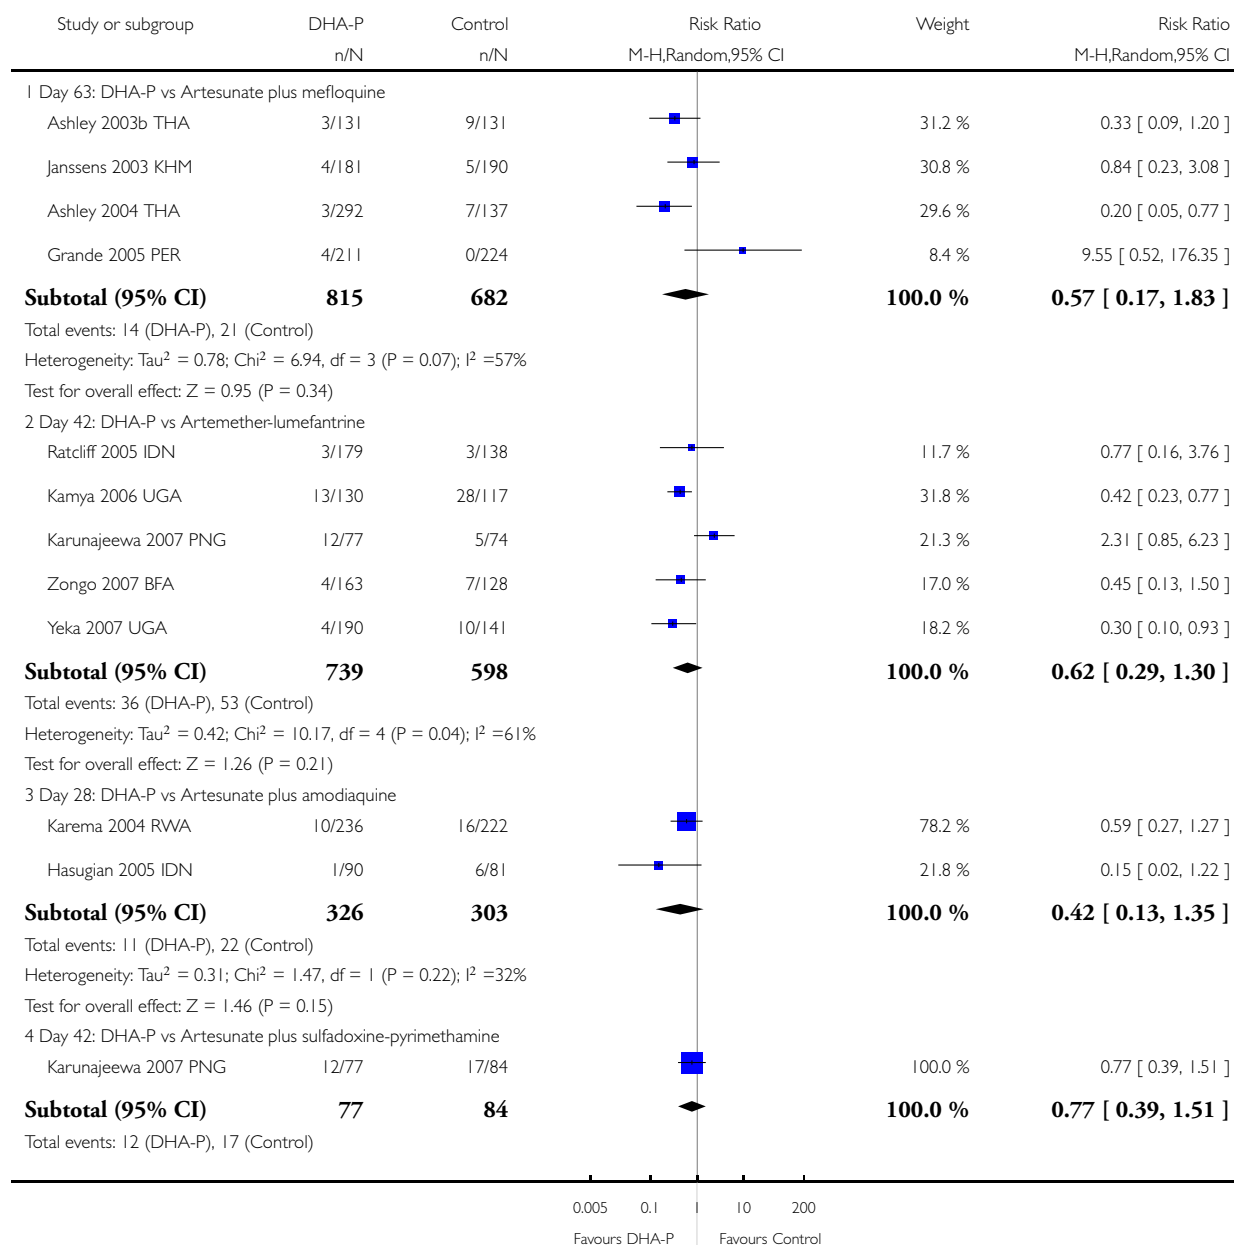 Study or subgroup DHA-P Control Risk Ratio Weight Risk Ratio
n/N n/N M-H,Random,95% CI M-H,Random,95% CI
1 Day 63: DHA-P vs Artesunate plus mefloquine
Ashley 2003b THA 3/131 9/131 31.2 % 0.33 [ 0.09, 1.20 ]
Janssens 2003 KHM 4/181 5/190 30.8 % 0.84 [ 0.23, 3.08 ]
Ashley 2004 THA 3/292 7/137 29.6 % 0.20 [ 0.05, 0.77 ]
Grande 2005 PER 4/211 0/224 8.4 % 9.55 [ 0.52, 176.35 ]
Subtotal (95% CI) 815 682 100.0 % 0.57 [ 0.17, 1.83 ]
Total events: 14 (DHA-P), 21 (Control)
Heterogeneity: Tau² = 0.78; Chi² = 6.94, df = 3 (P = 0.07); I² =57%
Test for overall effect: Z = 0.95 (P = 0.34)
2 Day 42: DHA-P vs Artemether-lumefantrine
Ratcliff 2005 IDN 3/179 3/138 11.7 % 0.77 [ 0.16, 3.76 ]
Kamya 2006 UGA 13/130 28/117 31.8 % 0.42 [ 0.23, 0.77 ]
Karunajeewa 2007 PNG 12/77 5/74 21.3 % 2.31 [ 0.85, 6.23 ]
Zongo 2007 BFA 4/163 7/128 17.0 % 0.45 [ 0.13, 1.50 ]
Yeka 2007 UGA 4/190 10/141 18.2 % 0.30 [ 0.10, 0.93 ]
Subtotal (95% CI) 739 598 100.0 % 0.62 [ 0.29, 1.30 ]
Total events: 36 (DHA-P), 53 (Control)
Heterogeneity: Tau² = 0.42; Chi² = 10.17, df = 4 (P = 0.04); I² =61%
Test for overall effect: Z = 1.26 (P = 0.21)
3 Day 28: DHA-P vs Artesunate plus amodiaquine
Karema 2004 RWA 10/236 16/222 78.2 % 0.59 [ 0.27, 1.27 ]
Hasugian 2005 IDN 1/90 6/81 21.8 % 0.15 [ 0.02, 1.22 ]
Subtotal (95% CI) 326 303 100.0 % 0.42 [ 0.13, 1.35 ]
Total events: 11 (DHA-P), 22 (Control)
Heterogeneity: Tau² = 0.31; Chi² = 1.47, df = 1 (P = 0.22); I² =32%
Test for overall effect: Z = 1.46 (P = 0.15)
4 Day 42: DHA-P vs Artesunate plus sulfadoxine-pyrimethamine
Karunajeewa 2007 PNG 12/77 17/84 100.0 % 0.77 [ 0.39, 1.51 ]
Subtotal (95% CI) 77 84 100.0 % 0.77 [ 0.39, 1.51 ]
Total events: 12 (DHA-P), 17 (Control)
0.005 0.1 1 10 200
Favours DHA-P Favours Control